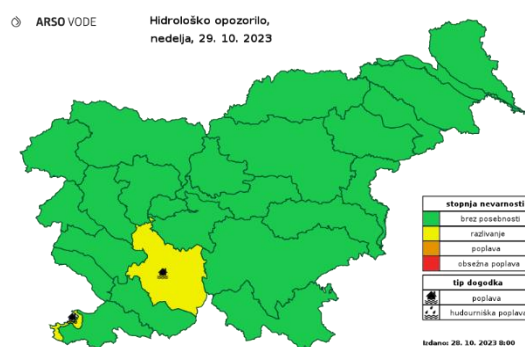 ARSO VODE
Hidrološko opozorilo,
nedelja, 29. 10. 2023
stopnja nevarnosti
brez posebnosti
razlivanje
poplava
obsežna poplava
tip dogodka
poplava
hudourniška poplava
Izdano: 28. 10. 2023 8:00